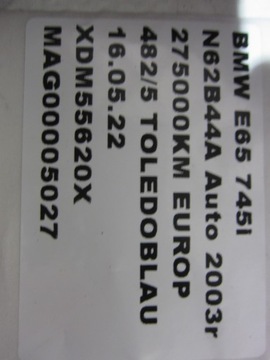 BMW E65 745I
N62B44A Auto 2003r
275000KM EUROP
482/5 TOLEDOBLAU
16.05.22
XDM55620X
MAG00005027